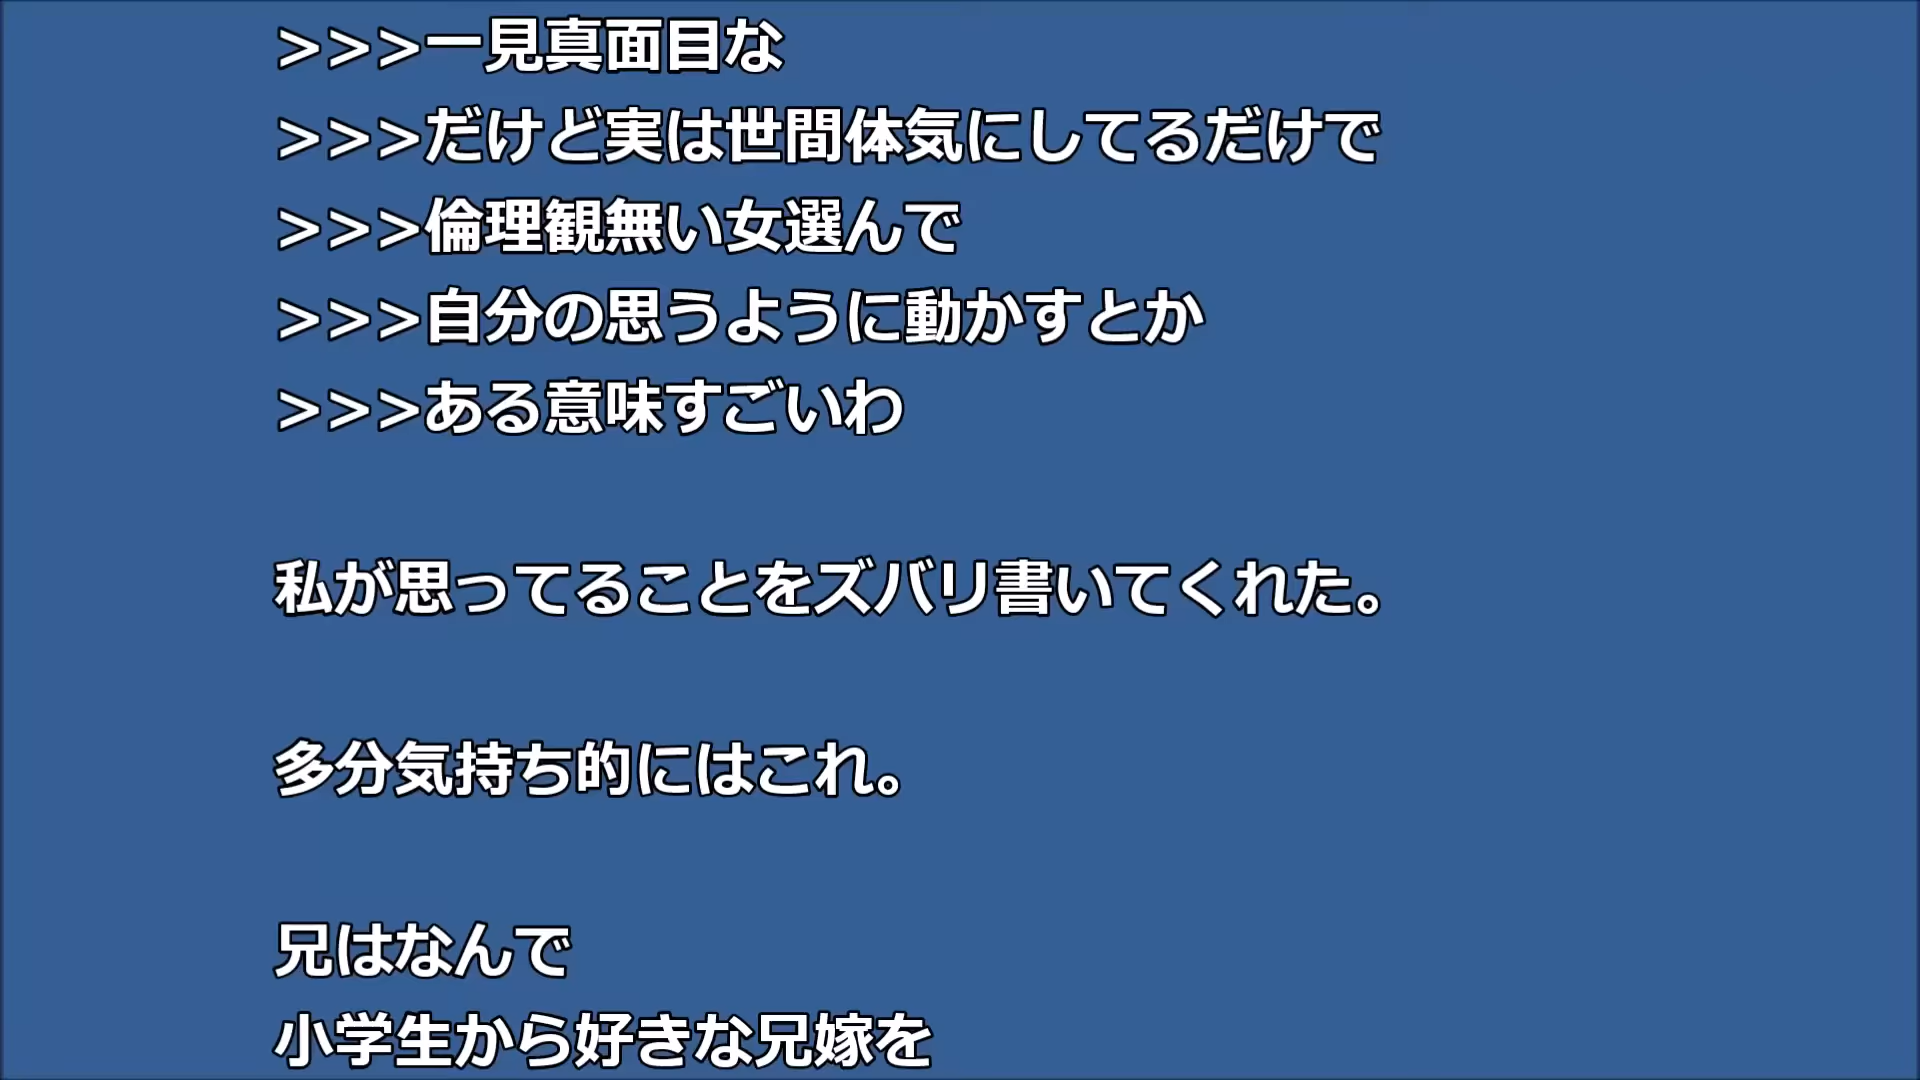 >>>一見真面目な
>>>だけど実は世間体気にしてるだけで
>>>倫理観無い女選んで
>>>自分の思うように動かすとか
>>>ある意味すごいわ
私が思ってることをズバリ書いてくれた。
多分気持ち的にはこれ。
兄はなんで
小学生から好きな兄嫁を